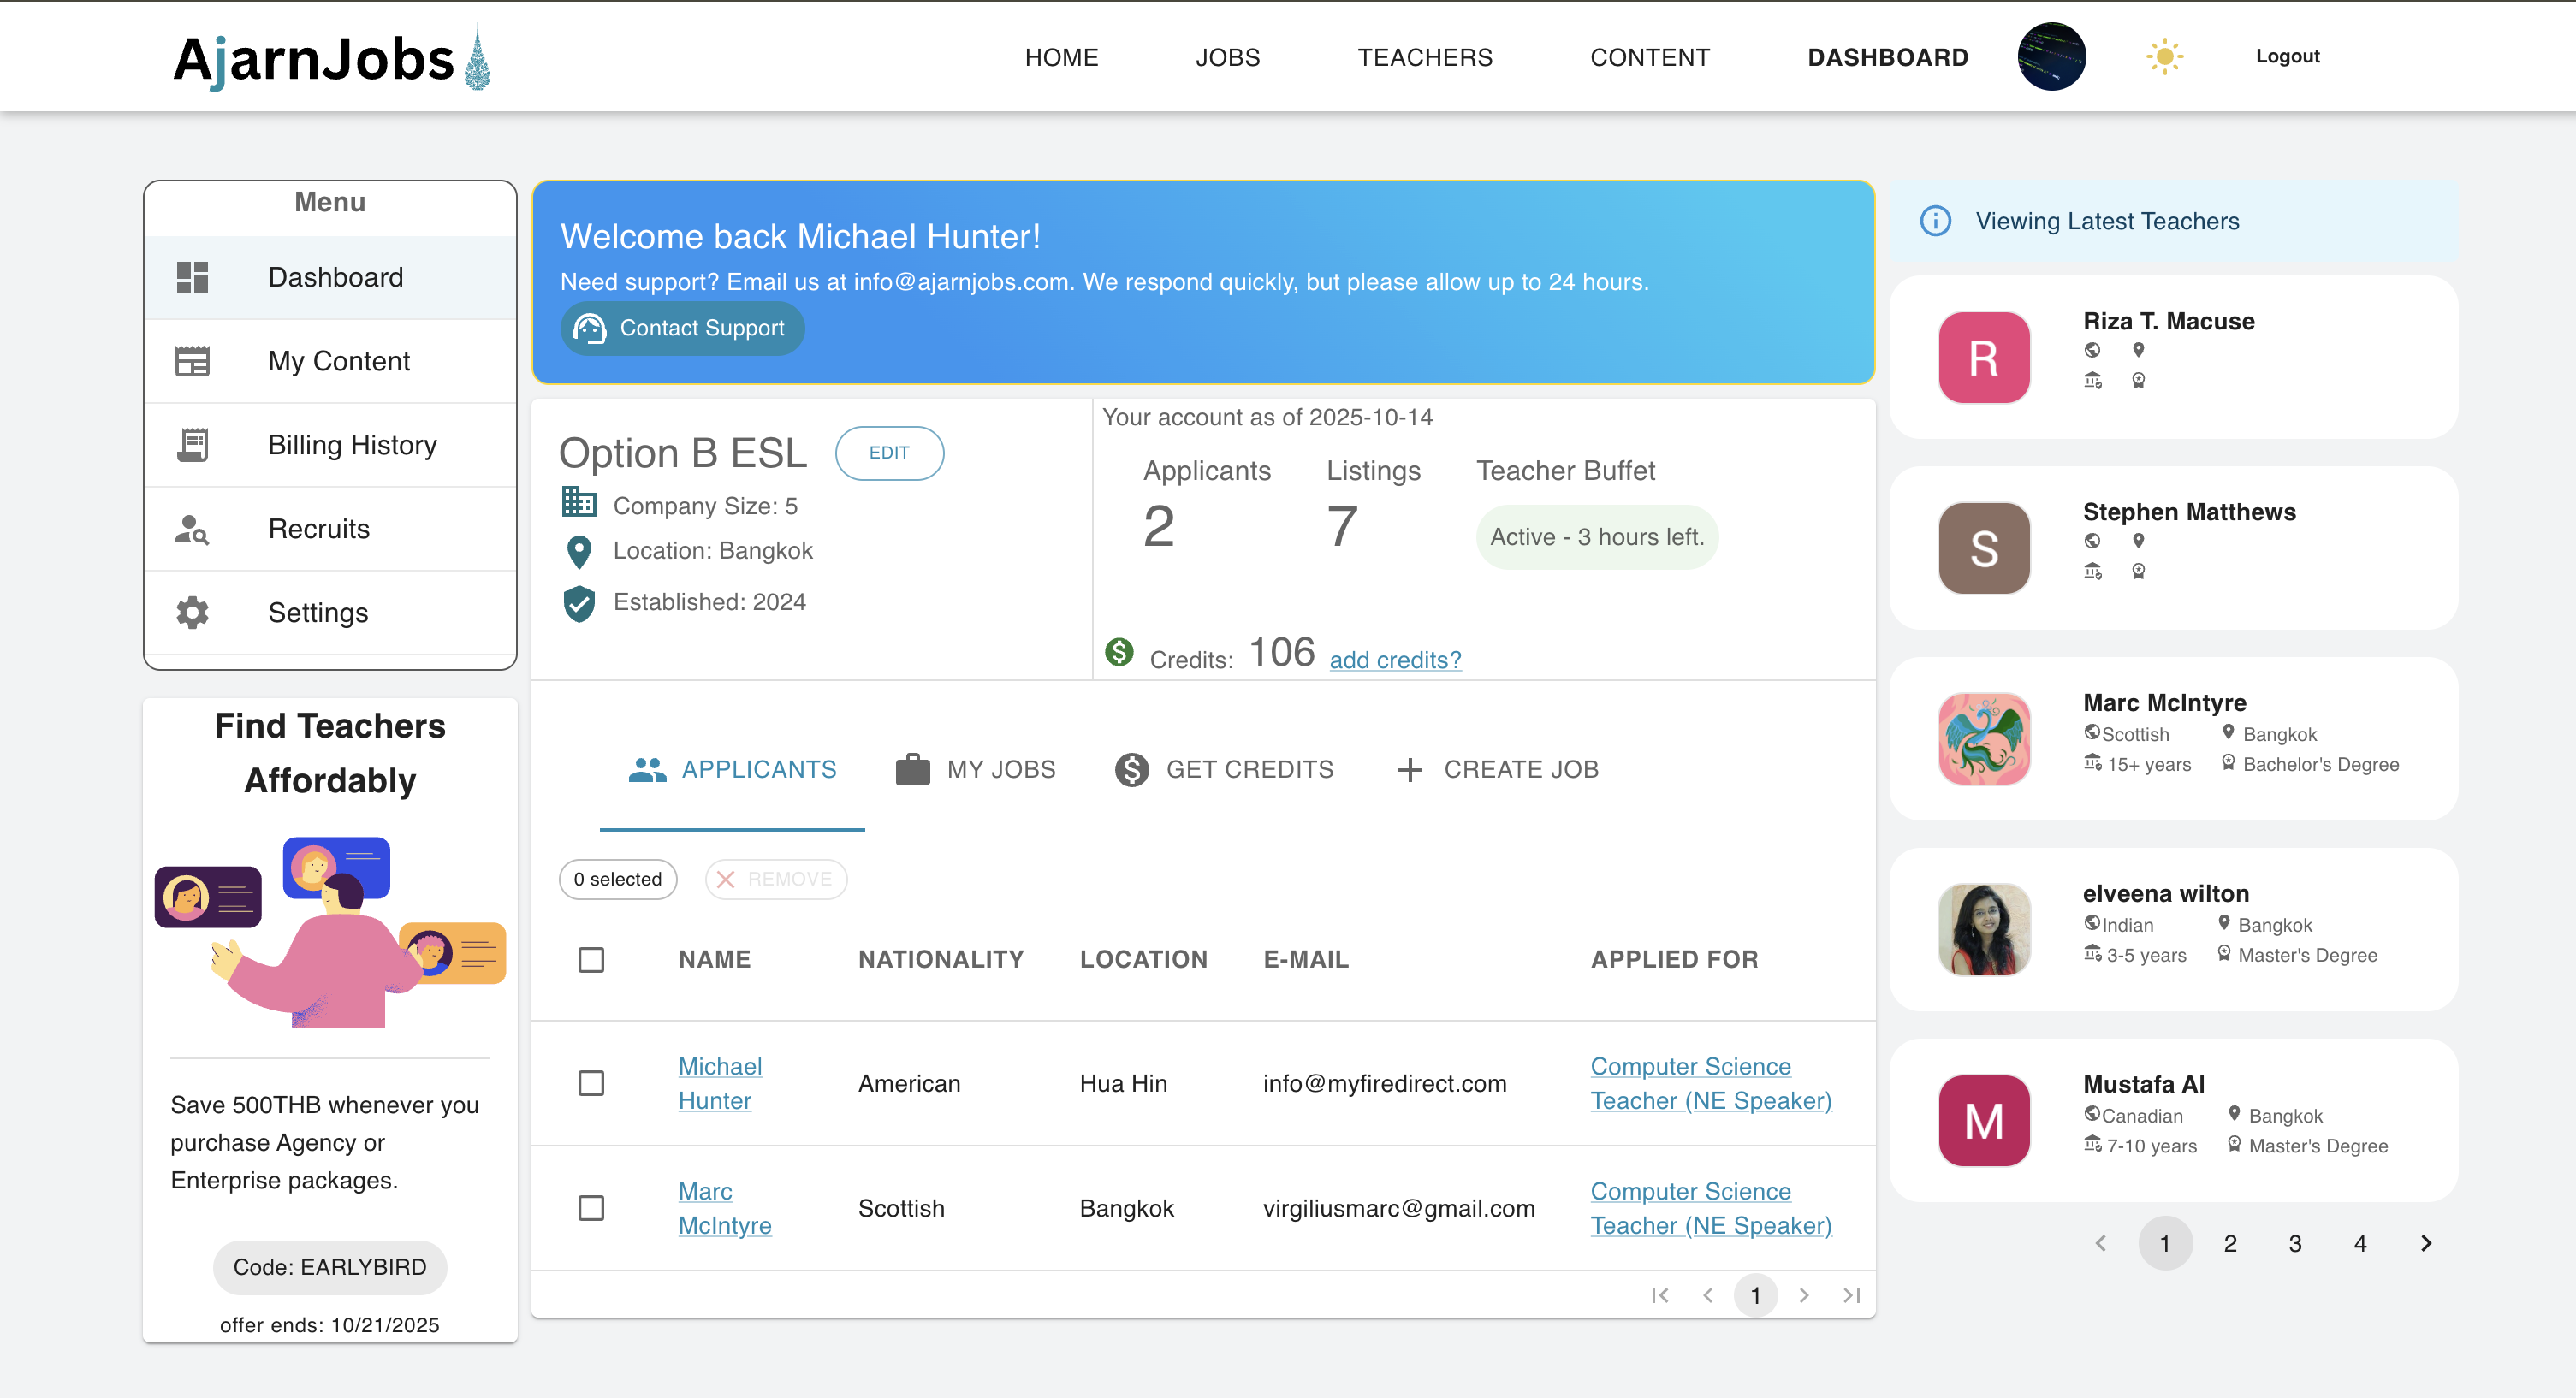 AjarnJobs
HOME
JOBS
TEACHERS
CONTENT
DASHBOARD
Logout
Menu
Dashboard
My Content
Billing History
Recruits
Settings
Find Teachers
Affordably
Save 500THB whenever you
purchase Agency or
Enterprise packages.
Code: EARLYBIRD
offer ends: 10/21/2025
Welcome back Michael Hunter!
Need support? Email us at info@ajarnjobs.com. We respond quickly, but please allow up to 24 hours.
Contact Support
Option B ESL
EDIT
Company Size: 5
Location: Bangkok
Established: 2024
Your account as of 2025-10-14
Applicants
2
Listings
7
Teacher Buffet
Active - 3 hours left.
Credits: 106 add credits?
APPLICANTS
MY JOBS
GET CREDITS
CREATE JOB
0 selected
REMOVE
NAME
NATIONALITY
LOCATION
E-MAIL
APPLIED FOR
Michael
Hunter
American
Hua Hin
info@myfiredirect.com
Computer Science
Teacher (NE Speaker)
Marc
McIntyre
Scottish
Bangkok
virgiliusmarc@gmail.com
Computer Science
Teacher (NE Speaker)
1
Viewing Latest Teachers
R
Riza T. Macuse
S
Stephen Matthews
Marc McIntyre
Scottish
Bangkok
15+ years
Bachelor's Degree
elveena wilton
Indian
Bangkok
3-5 years
Master's Degree
M
Mustafa Al
Canadian
Bangkok
7-10 years
Master's Degree
1 2 3 4